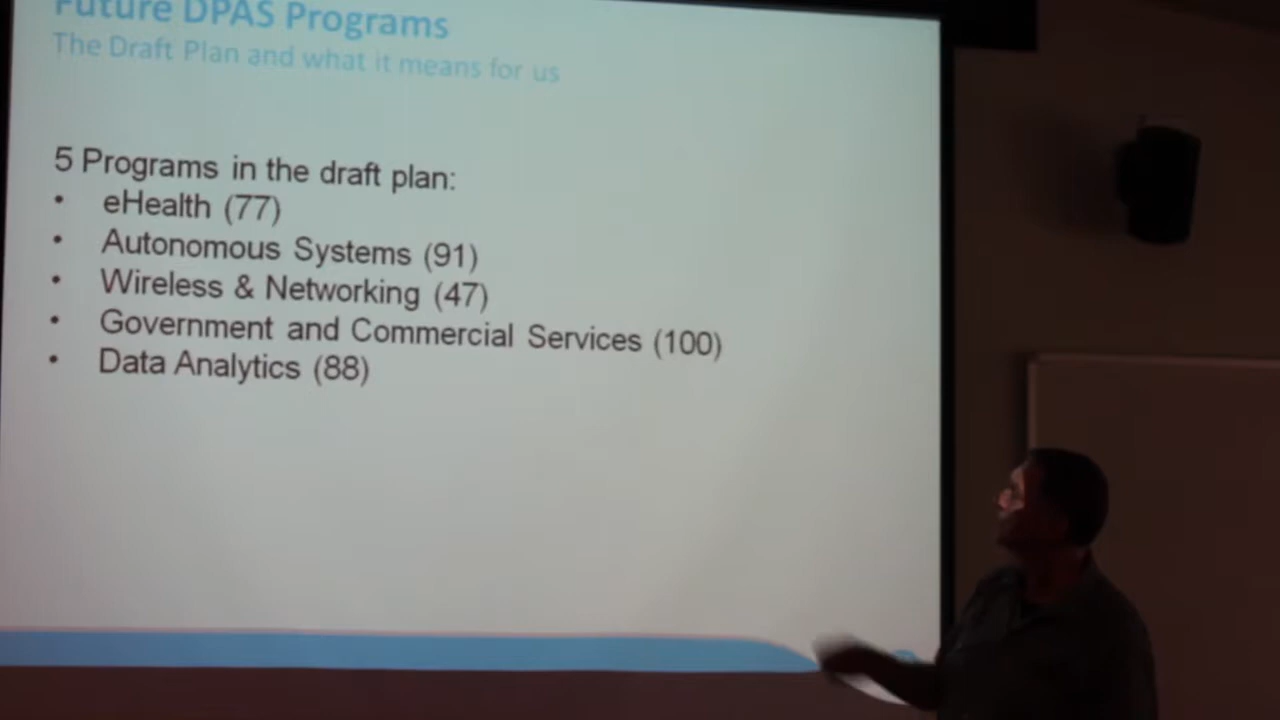 Future DPAS Programs
The Draft Plan and what it means for us
5 Programs in the draft plan:
• eHealth (77)
• Autonomous Systems (91)
• Wireless & Networking (47)
• Government and Commercial Services (100)
• Data Analytics (88)